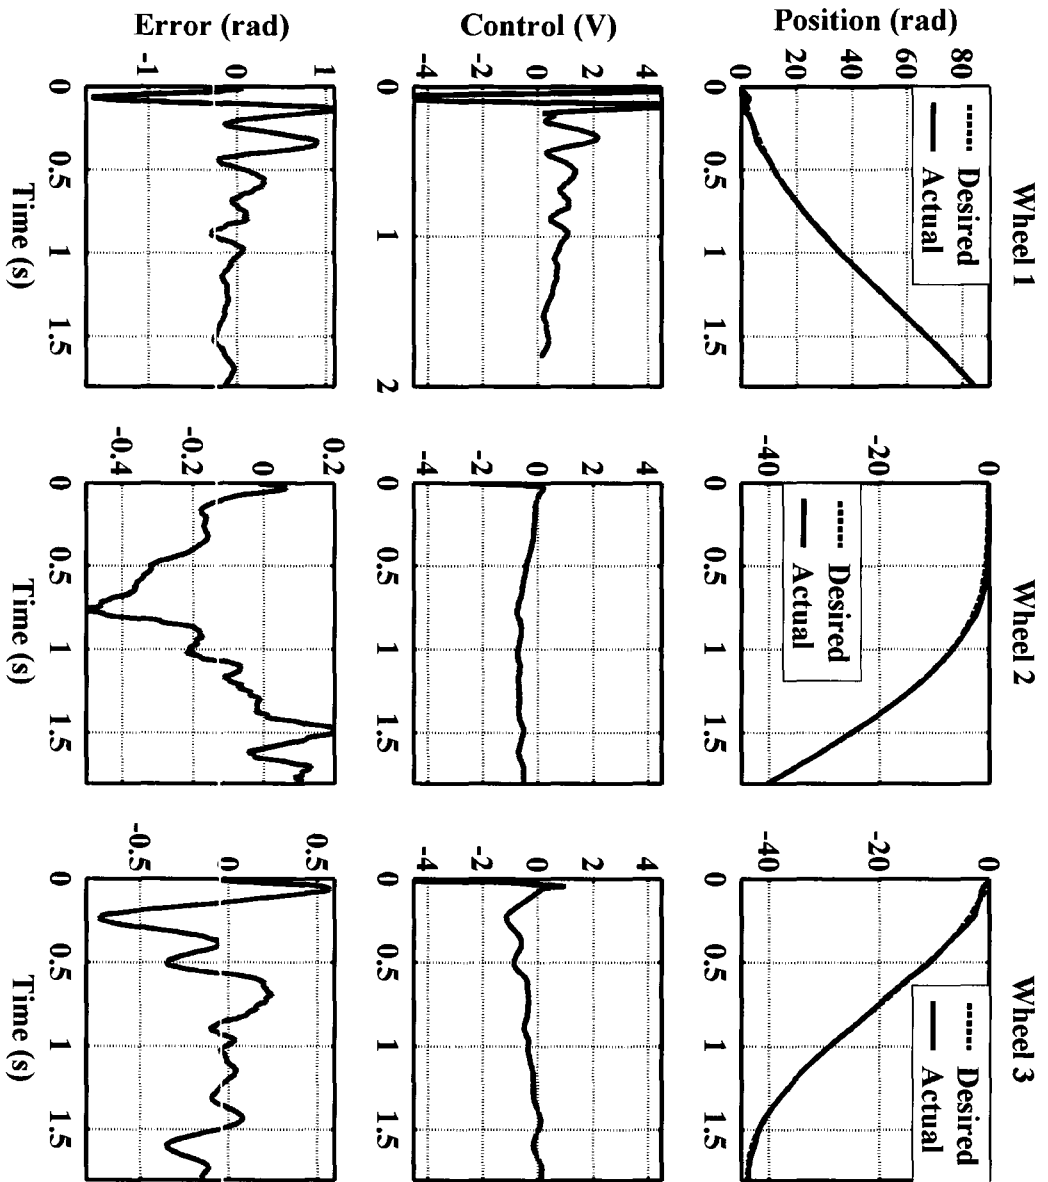 Wheel 1
Wheel 2
Wheel 3
Position (rad)
80
60
40
20
0
Desired
Actual
0 0.5 1 1.5
0
-20
-40
Desired
Actual
0 0.5 1 1.5
0
-20
-40
Desired
Actual
0 0.5 1 1.5
Control (V)
4
2
0
-2
-4
0 1 2
4
2
0
-2
-4
0 0.5 1 1.5
4
2
0
-2
-4
0 0.5 1 1.5
Error (rad)
1
0
-1
0 0.5 1 1.5
Time (s)
0.2
0
-0.2
-0.4
0 0.5 1 1.5
Time (s)
0.5
0
-0.5
0 0.5 1 1.5
Time (s)